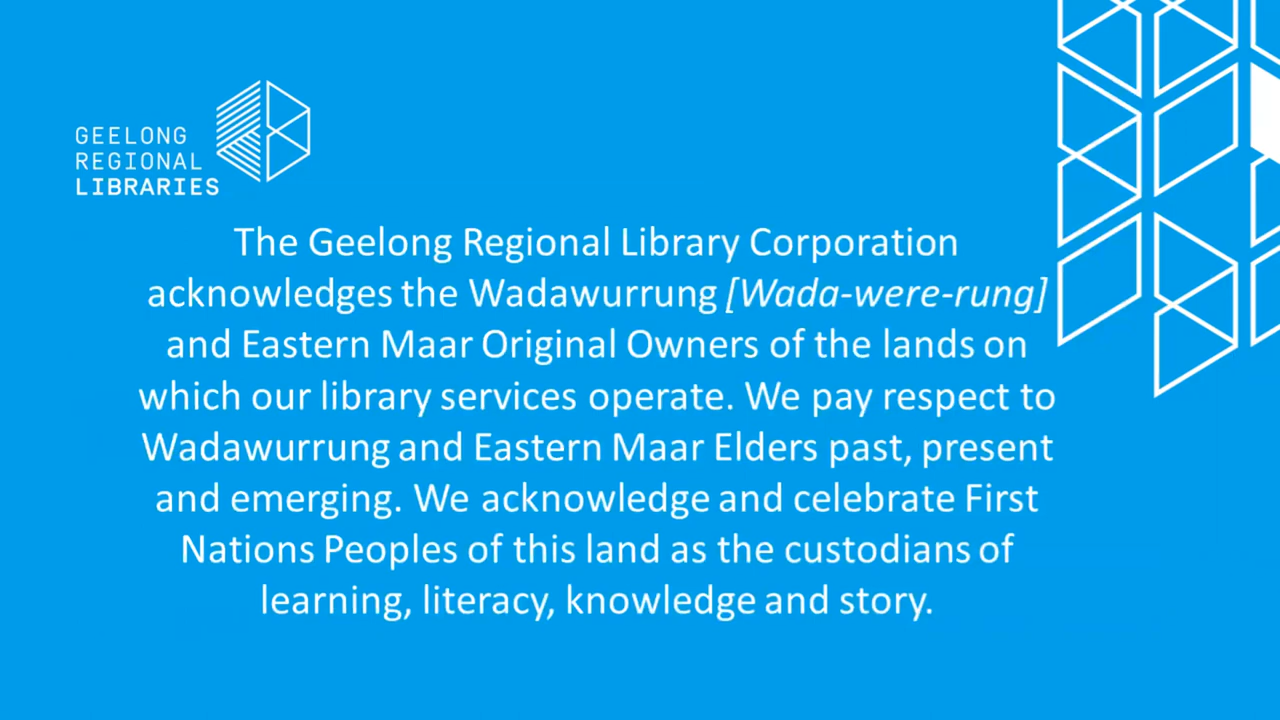 GEELONG
REGIONAL
LIBRARIES
The Geelong Regional Library Corporation
acknowledges the Wadawurrung [Wada-were-rung]
and Eastern Maar Original Owners of the lands on
which our library services operate. We pay respect to
Wadawurrung and Eastern Maar Elders past, present
and emerging. We acknowledge and celebrate First
Nations Peoples of this land as the custodians of
learning, literacy, knowledge and story.